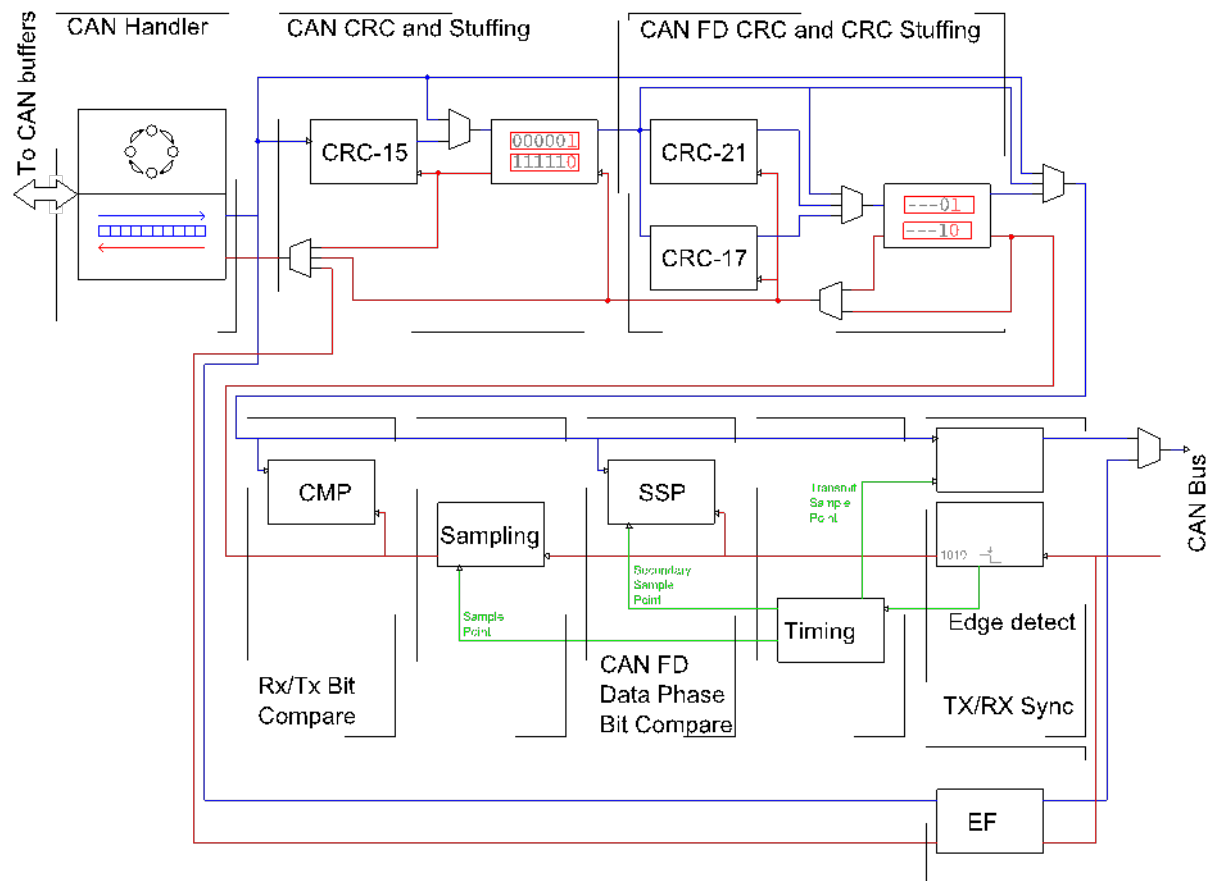 To CAN buffers
CAN Handler
CAN CRC and Stuffing
CAN FD CRC and CRC Stuffing
CRC-15
000001
111110
CRC-21
CRC-17
---01
---10
CMP
Sampling
SSP
Transmit
Sample
Point
CAN Bus
1010
Secondary
Sample
Point
Sample
Point
Timing
Edge detect
Rx/Tx Bit
Compare
CAN FD
Data Phase
Bit Compare
TX/RX Sync
EF